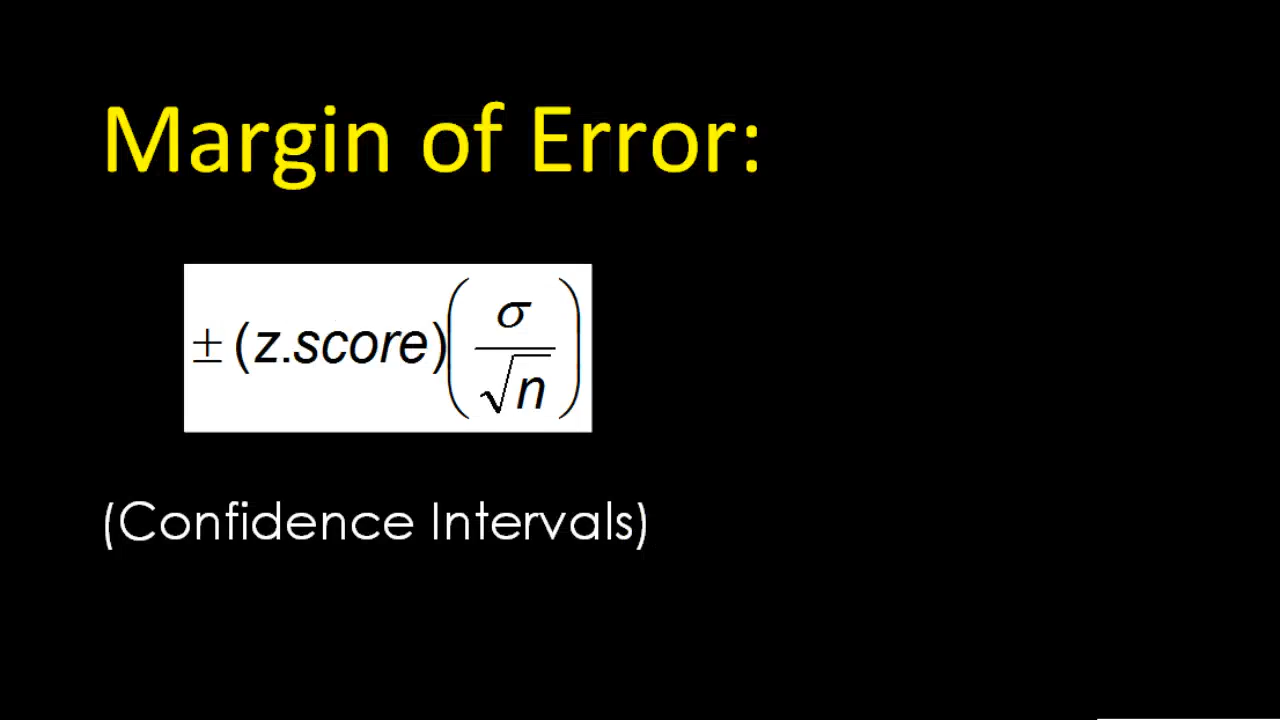 Margin of Error:
± (z.score)(σ/√n)
(Confidence Intervals)